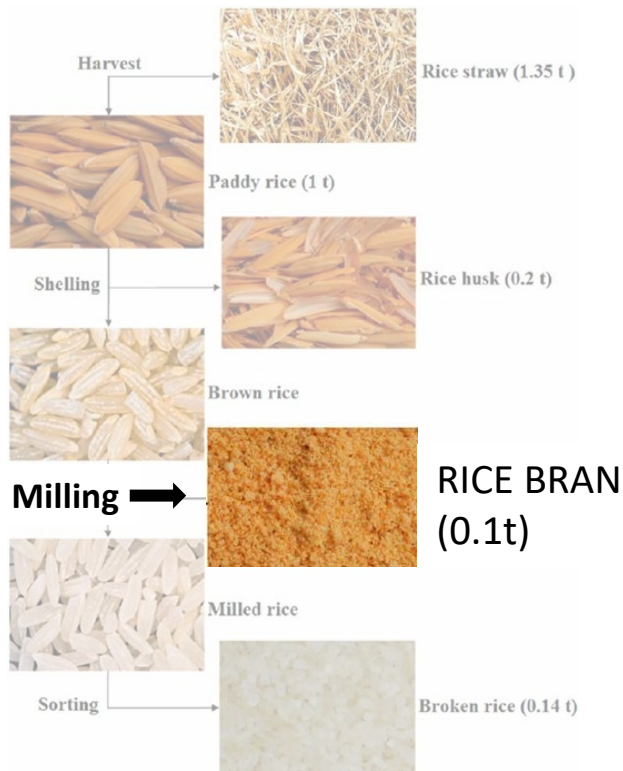 Harvest
Rice straw (1.35 t )
Paddy rice (1 t)
Shelling
Rice husk (0.2 t)
Brown rice
Milling
RICE BRAN
(0.1t)
Milled rice
Sorting
Broken rice (0.14 t)